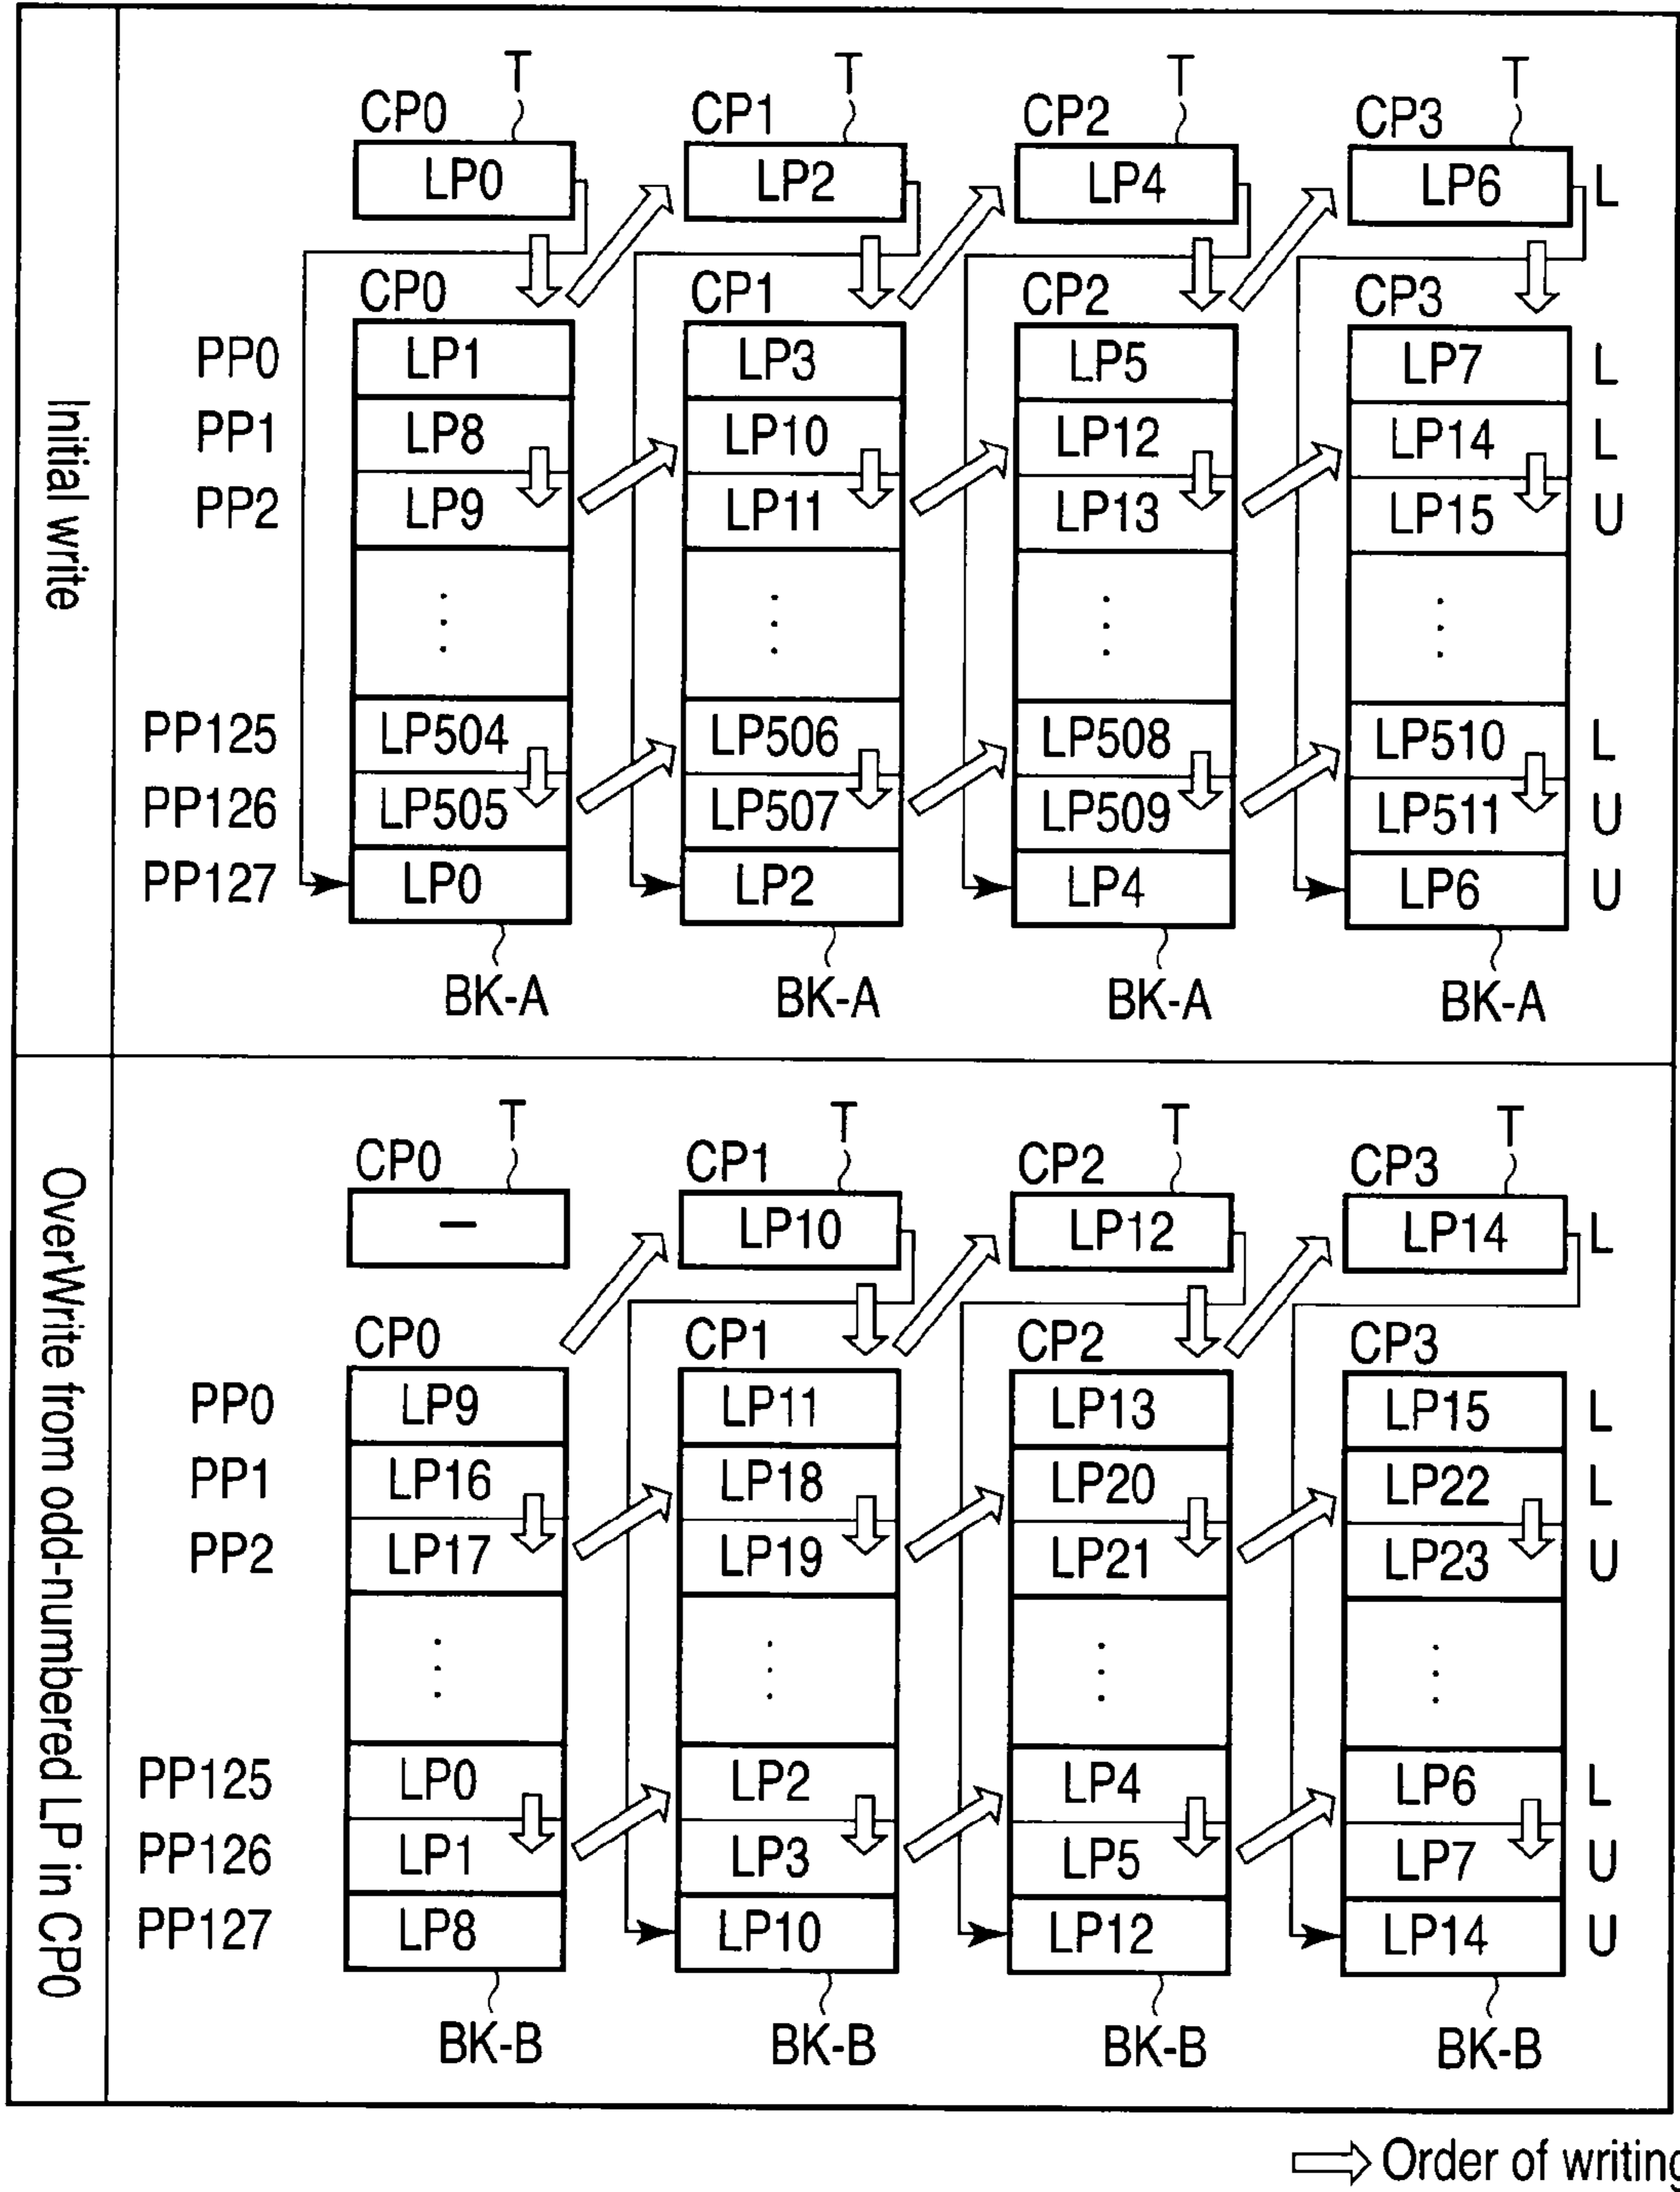 Initial write
T T T T
CP0 CP1 CP2 CP3
LP0 LP2 LP4 LP6 L
CP0 CP1 CP2 CP3
PP0 LP1 LP3 LP5 LP7 L
PP1 LP8 LP10 LP12 LP14 L
PP2 LP9 LP11 LP13 LP15 U
PP125 LP504 LP506 LP508 LP510 L
PP126 LP505 LP507 LP509 LP511 U
PP127 LP0 LP2 LP4 LP6 U
BK-A BK-A BK-A BK-A
OverWrite from odd-numbered LP in CP0
T T T T
CP0 CP1 CP2 CP3
– LP10 LP12 LP14 L
CP0 CP1 CP2 CP3
PP0 LP9 LP11 LP13 LP15 L
PP1 LP16 LP18 LP20 LP22 L
PP2 LP17 LP19 LP21 LP23 U
PP125 LP0 LP2 LP4 LP6 L
PP126 LP1 LP3 LP5 LP7 U
PP127 LP8 LP10 LP12 LP14 U
BK-B BK-B BK-B BK-B
Order of writing